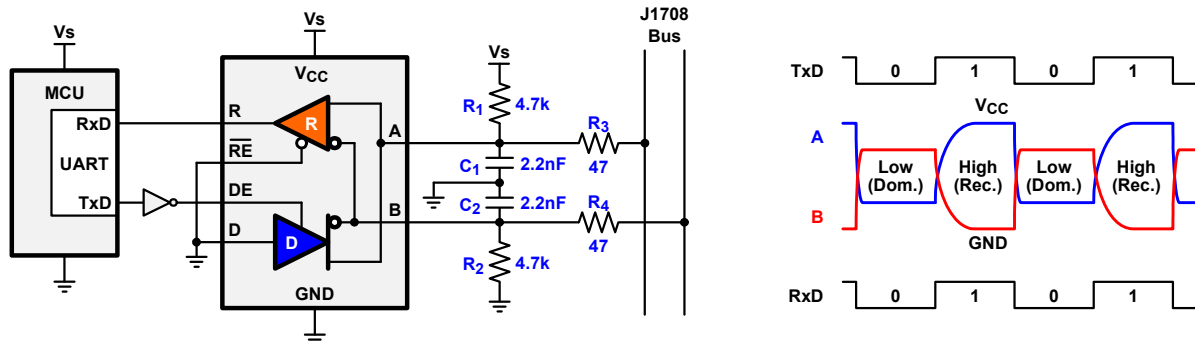 J1708
Bus
Vs
Vs
Vs
MCU
VCC
R
RxD
R
R1
4.7k
A
R3
47
RE
C1
2.2nF
UART
DE
C2
2.2nF
TxD
B
R4
47
D
D
R2
4.7k
GND
TxD
0
1
0
1
VCC
A
Low
(Dom.)
High
(Rec.)
Low
(Dom.)
High
(Rec.)
B
GND
RxD
0
1
0
1